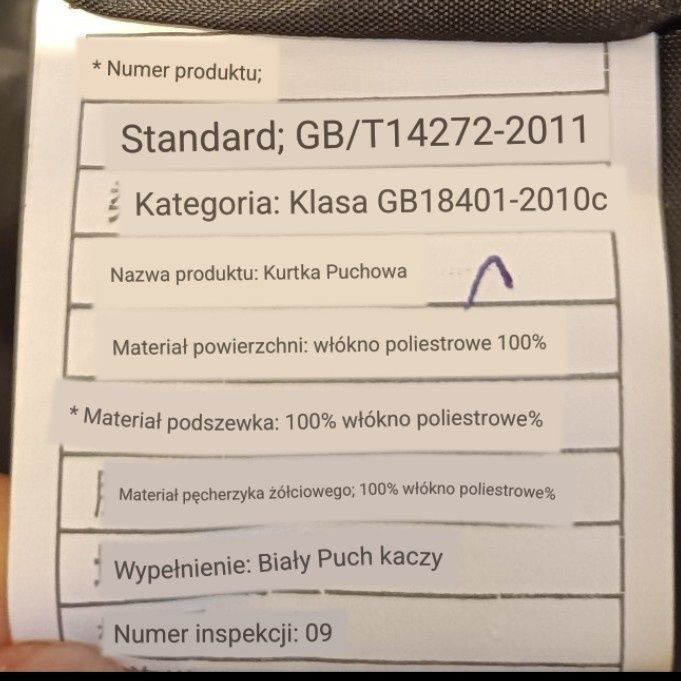 * Numer produktu;
Standard; GB/T14272-2011
Kategoria: Klasa GB18401-2010c
Nazwa produktu: Kurtka Puchowa
Materiał powierzchni: włókno poliestrowe 100%
* Materiał podszewka: 100% włókno poliestrowe%
Materiał pęcherzyka żółciowego; 100% włókno poliestrowe%
Wypełnienie: Biały Puch kaczy
Numer inspekcji: 09